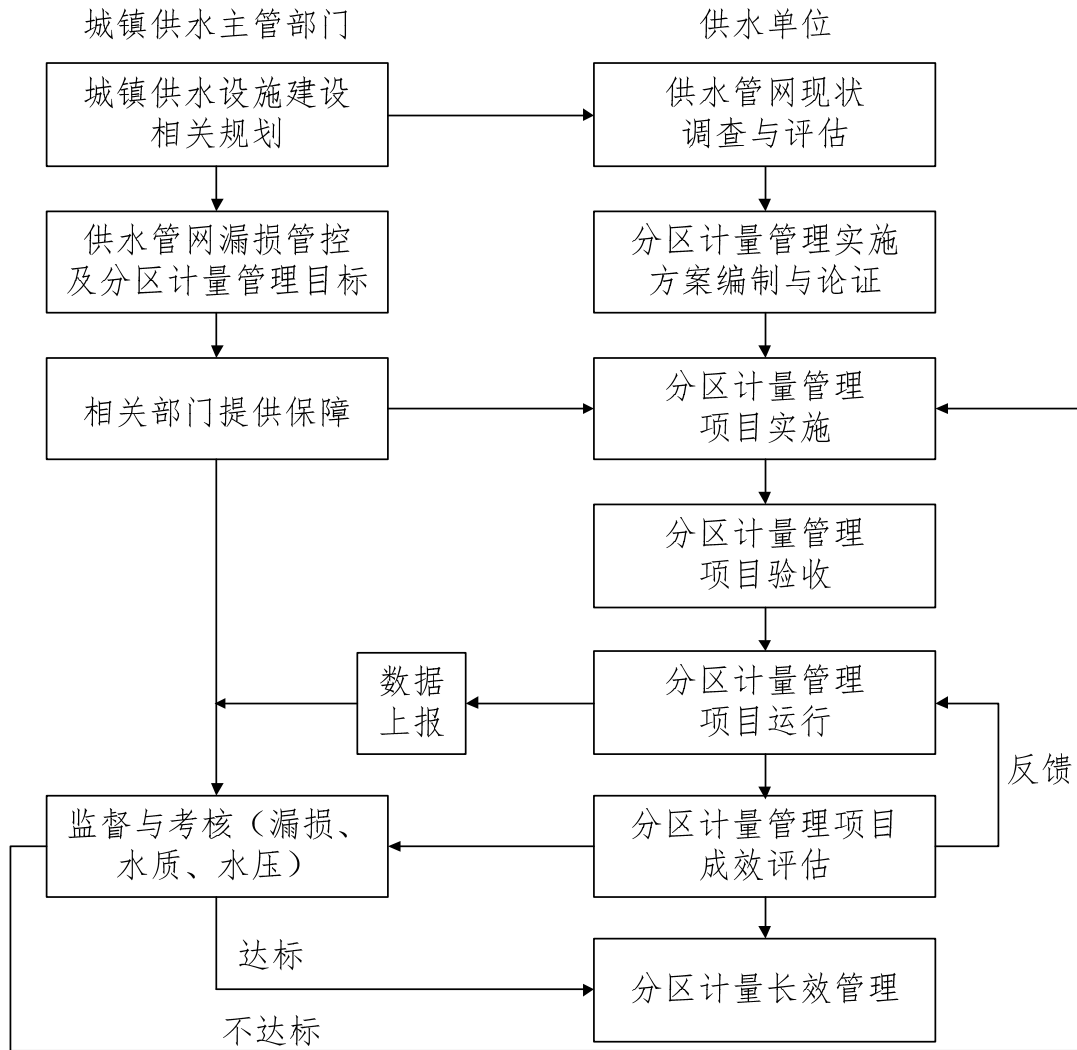 城镇供水主管部门
供水单位
城镇供水设施建设
相关规划
供水管网现状
调查与评估
供水管网漏损管控
及分区计量管理目标
分区计量管理实施
方案编制与论证
相关部门提供保障
分区计量管理
项目实施
分区计量管理
项目验收
数据
上报
分区计量管理
项目运行
反馈
监督与考核（漏损、
水质、水压）
分区计量管理项目
成效评估
达标
分区计量长效管理
不达标